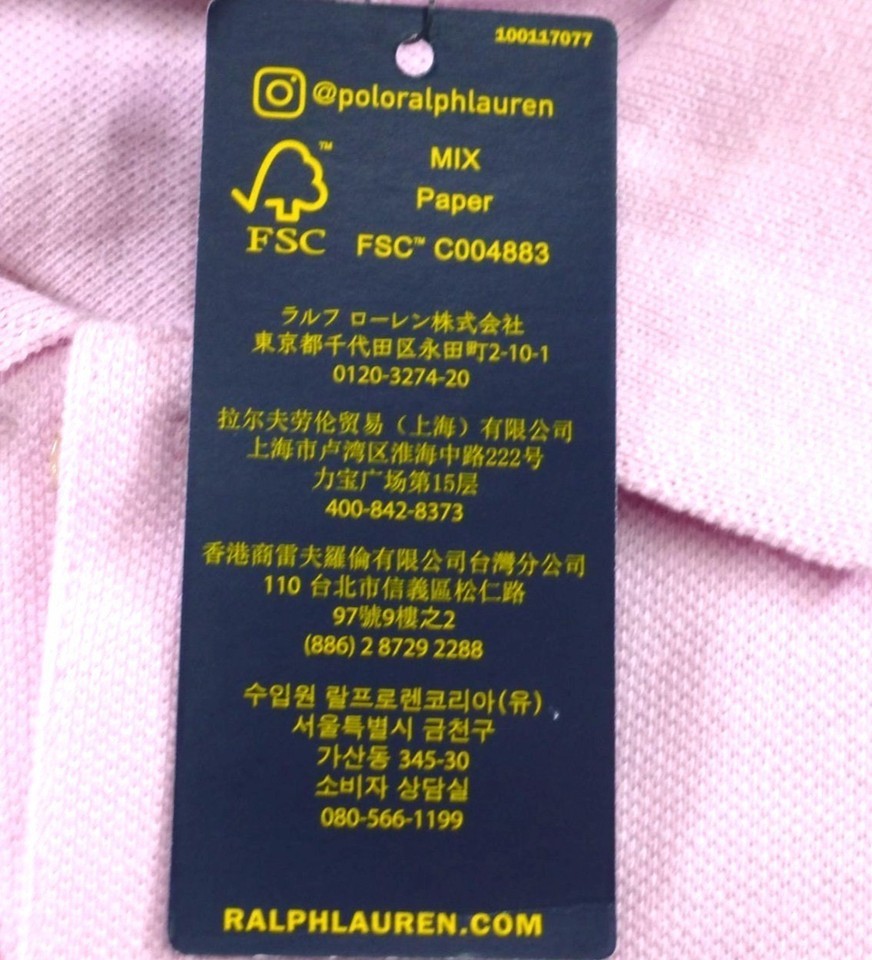 100117077
@poloralphlauren
MIX
Paper
FSC™ C004883
™
FSC
ラルフ ローレン株式会社
東京都千代田区永田町2-10-1
0120-3274-20
拉尔夫劳伦贸易（上海）有限公司
上海市卢湾区淮海中路222号
力宝广场第15层
400-842-8373
香港商雷夫羅倫有限公司台灣分公司
110 台北市信義區松仁路
97號9樓之2
(886) 2 8729 2288
수입원 랄프로렌코리아(유)
서울특별시 금천구
가산동 345-30
소비자 상담실
080-566-1199
RALPHLAUREN.COM